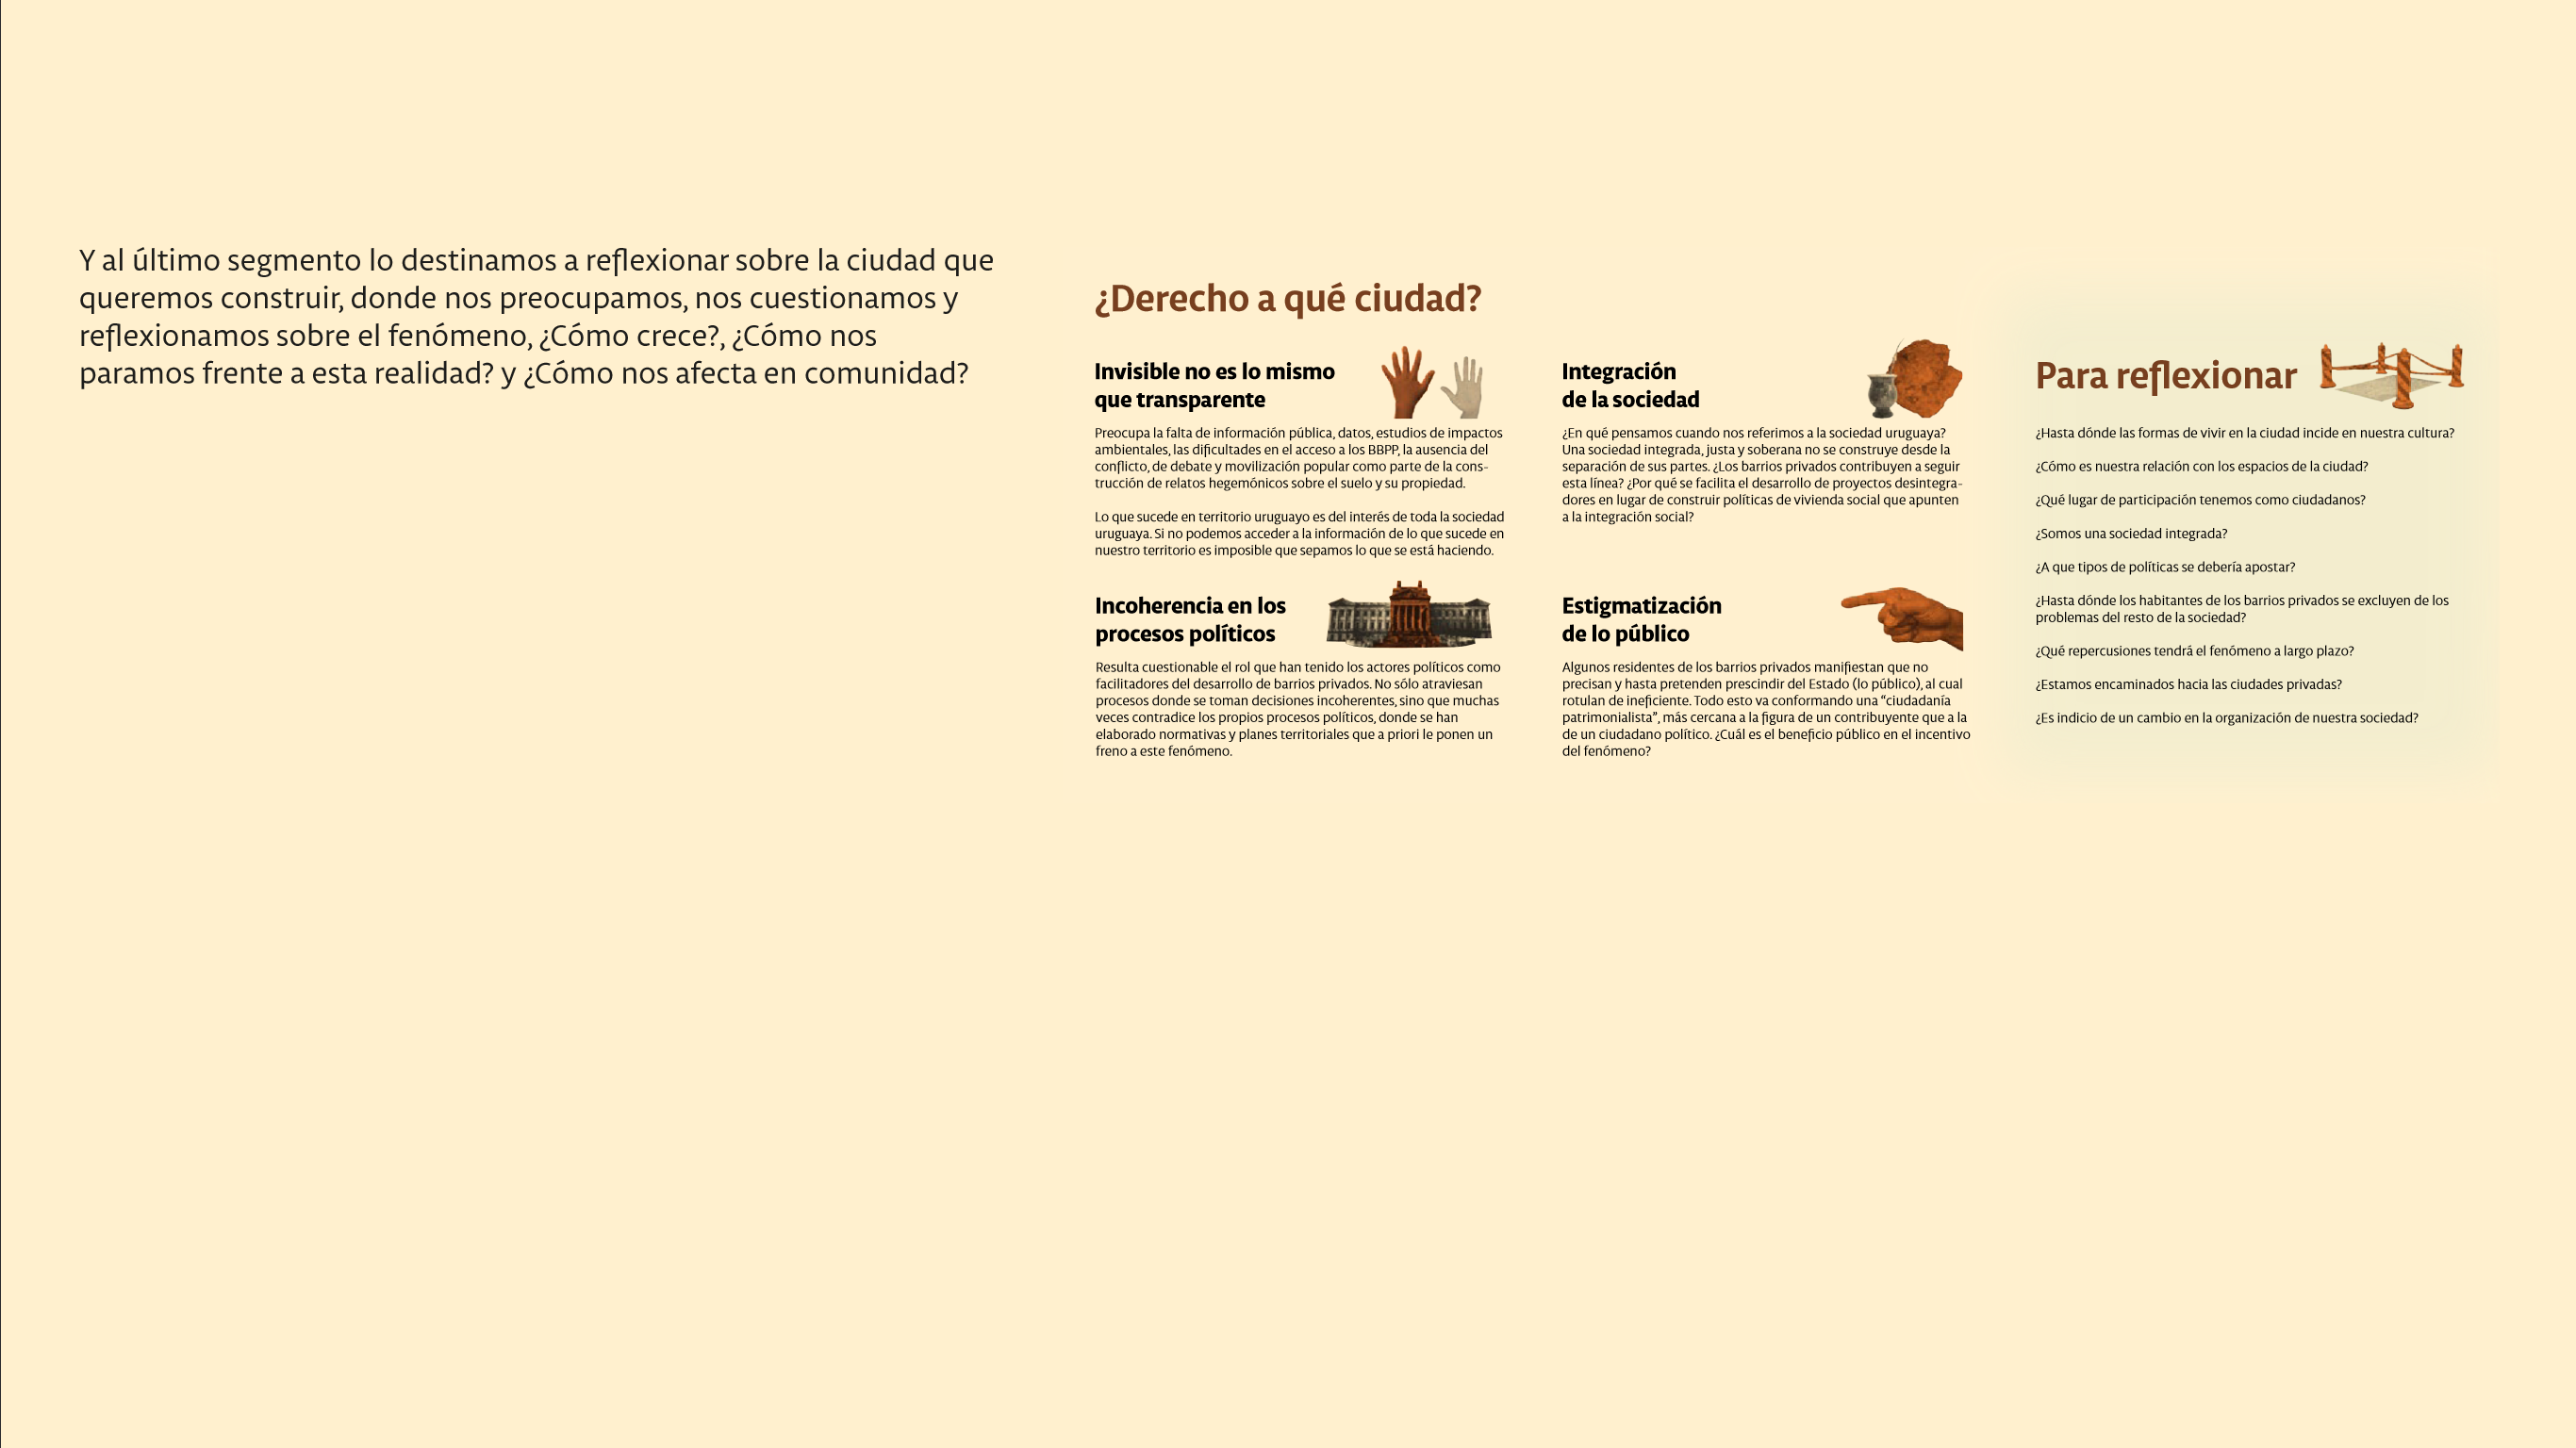 Y al último segmento lo destinamos a reflexionar sobre la ciudad que
queremos construir, donde nos preocupamos, nos cuestionamos y
reflexionamos sobre el fenómeno, ¿Cómo crece?, ¿Cómo nos
paramos frente a esta realidad? y ¿Cómo nos afecta en comunidad?
¿Derecho a qué ciudad?
Invisible no es lo mismo
que transparente
Preocupa la falta de información pública, datos, estudios de impactos
ambientales, las dificultades en el acceso a los BBPP, la ausencia del
conflicto, de debate y movilización popular como parte de la cons-
trucción de relatos hegemónicos sobre el suelo y su propiedad.
Lo que sucede en territorio uruguayo es del interés de toda la sociedad
uruguaya. Si no podemos acceder a la información de lo que sucede en
nuestro territorio es imposible que sepamos lo que se está haciendo.
Incoherencia en los
procesos políticos
Resulta cuestionable el rol que han tenido los actores políticos como
facilitadores del desarrollo de barrios privados. No sólo atraviesan
procesos donde se toman decisiones incoherentes, sino que muchas
veces contradice los propios procesos políticos, donde se han
elaborado normativas y planes territoriales que a priori le ponen un
freno a este fenómeno.
Integración
de la sociedad
¿En qué pensamos cuando nos referimos a la sociedad uruguaya?
Una sociedad integrada, justa y soberana no se construye desde la
separación de sus partes. ¿Los barrios privados contribuyen a seguir
esta línea? ¿Por qué se facilita el desarrollo de proyectos desintegra-
dores en lugar de construir políticas de vivienda social que apunten
a la integración social?
Estigmatización
de lo público
Algunos residentes de los barrios privados manifiestan que no
precisan y hasta pretenden prescindir del Estado (lo público), al cual
rotulan de ineficiente. Todo esto va conformando una “ciudadanía
patrimonialista”, más cercana a la figura de un contribuyente que a la
de un ciudadano político. ¿Cuál es el beneficio público en el incentivo
del fenómeno?
Para reflexionar
¿Hasta dónde las formas de vivir en la ciudad incide en nuestra cultura?
¿Cómo es nuestra relación con los espacios de la ciudad?
¿Qué lugar de participación tenemos como ciudadanos?
¿Somos una sociedad integrada?
¿A que tipos de políticas se debería apostar?
¿Hasta dónde los habitantes de los barrios privados se excluyen de los
problemas del resto de la sociedad?
¿Qué repercusiones tendrá el fenómeno a largo plazo?
¿Estamos encaminados hacia las ciudades privadas?
¿Es indicio de un cambio en la organización de nuestra sociedad?